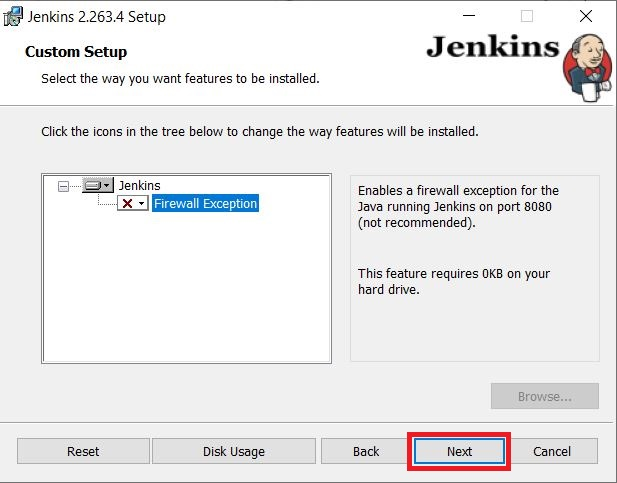 Jenkins 2.263.4 Setup
Custom Setup
Select the way you want features to be installed.
Jenkins
Click the icons in the tree below to change the way features will be installed.
Jenkins
Firewall Exception
Enables a firewall exception for the
Java running Jenkins on port 8080
(not recommended).
This feature requires 0KB on your
hard drive.
Browse...
Reset
Disk Usage
Back
Next
Cancel